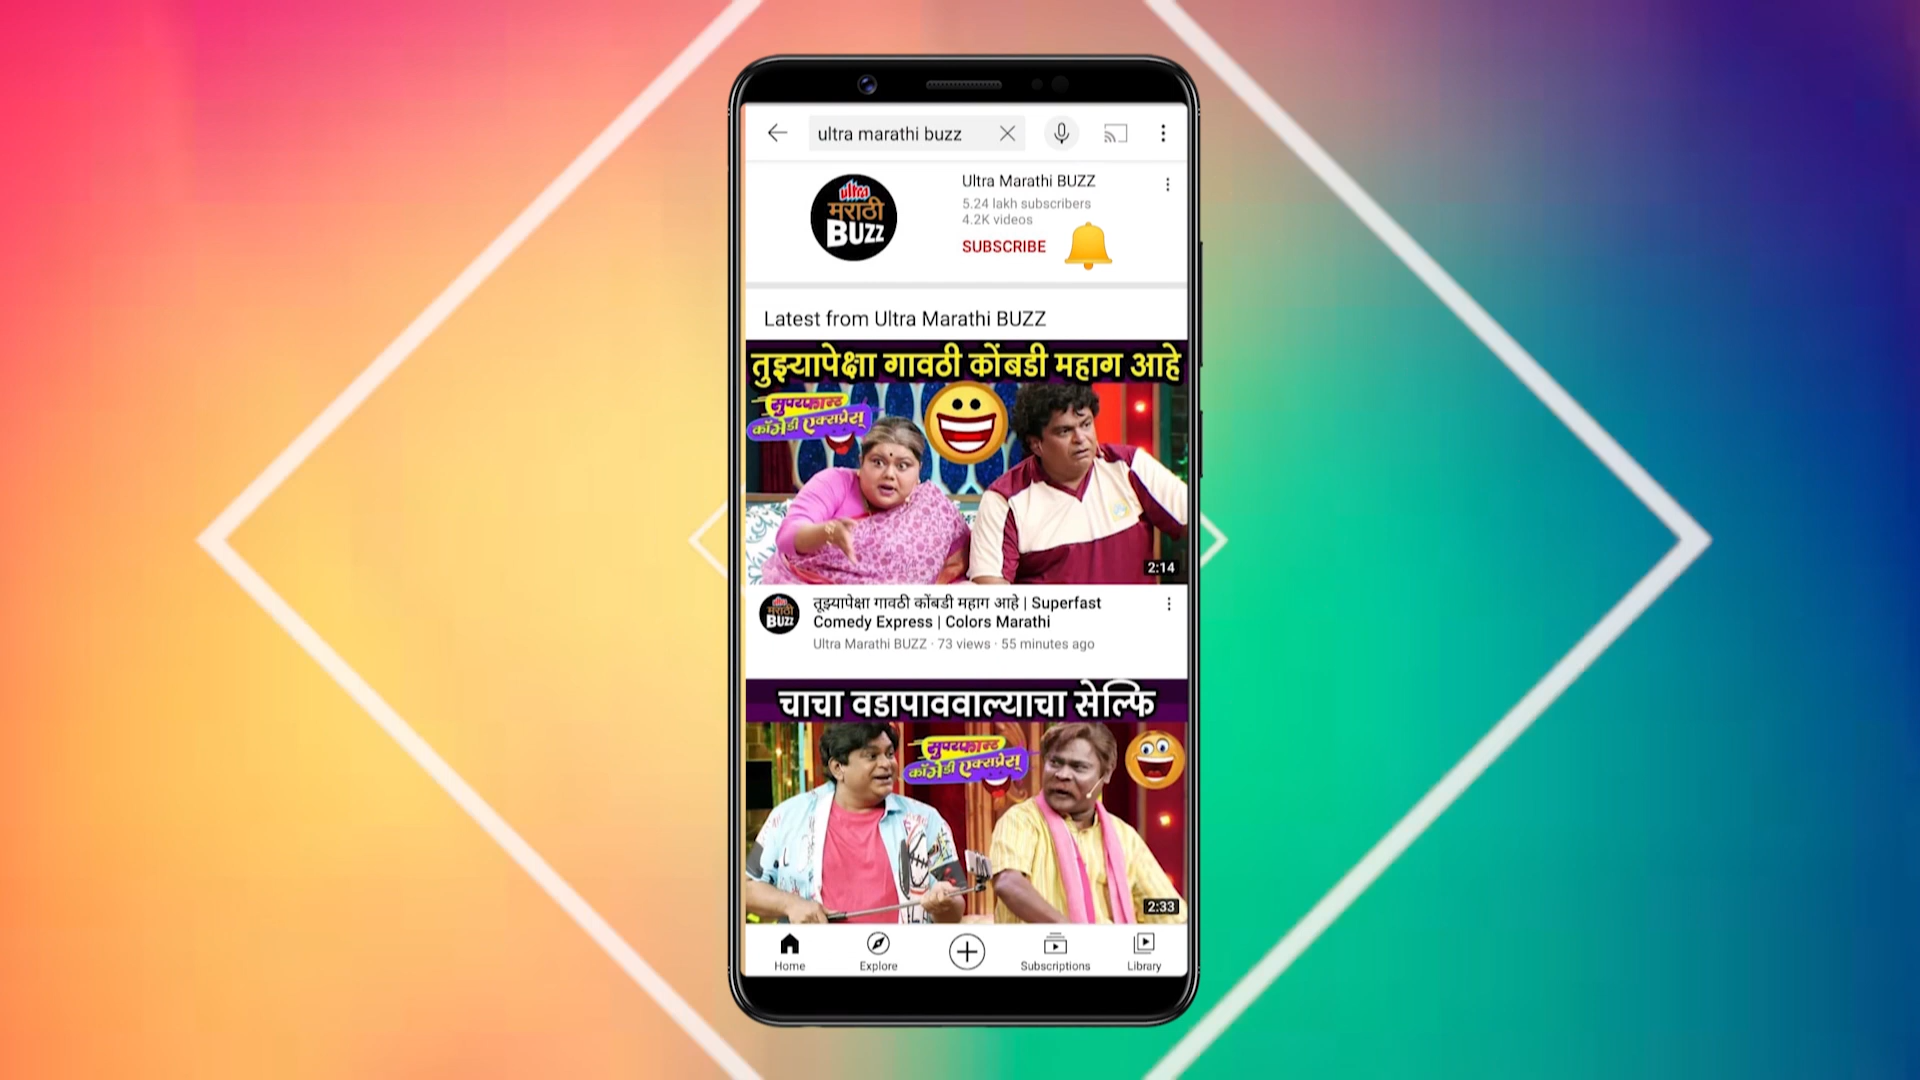 ultra marathi buzz
ultra
मराठी
BUZZ
Ultra Marathi BUZZ
5.24 lakh subscribers
4.2K videos
SUBSCRIBE
Latest from Ultra Marathi BUZZ
तुझ्यापेक्षा गावठी कोंबडी महाग आहे
सुपरफास्ट
कॉमेडी एक्सप्रेस्
2:14
ultra
मराठी
BUZZ
तूझ्यापेक्षा गावठी कोंबडी महाग आहे | Superfast
Comedy Express | Colors Marathi
Ultra Marathi BUZZ · 73 views · 55 minutes ago
चाचा वडापाववाल्याचा सेल्फि
सुपरफास्ट
कॉमेडी एक्सप्रेस्
2:33
Home
Explore
Subscriptions
Library